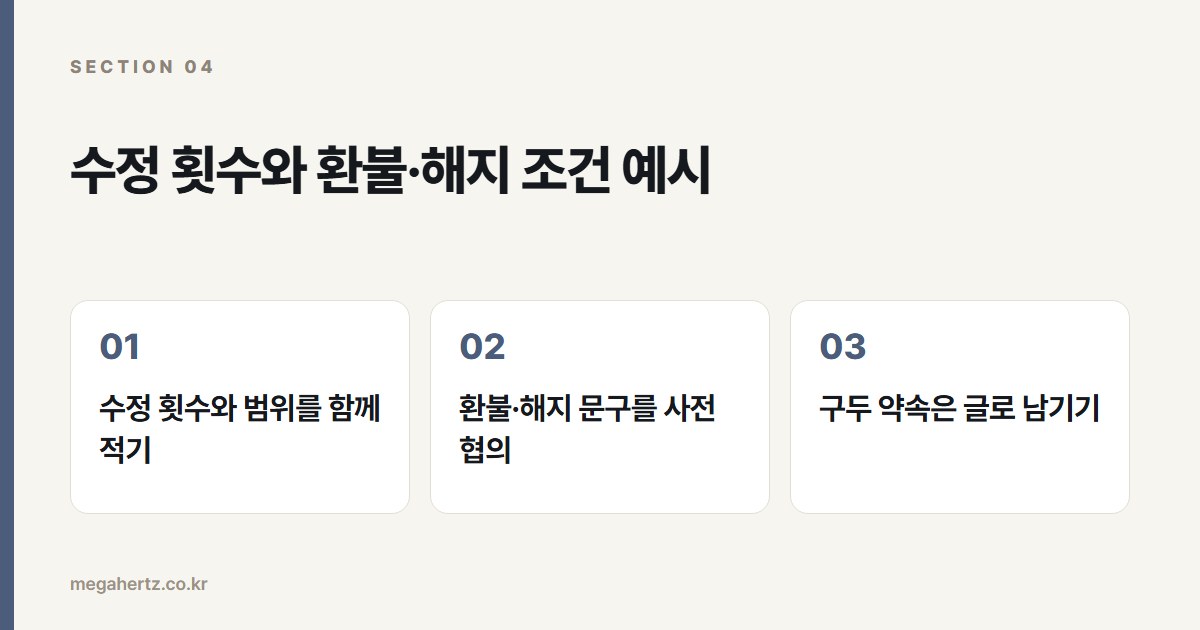 SECTION 04
수정 횟수와 환불·해지 조건 예시
01
수정 횟수와 범위를 함께
적기
02
환불·해지 문구를 사전
협의
03
구두 약속은 글로 남기기
megahertz.co.kr